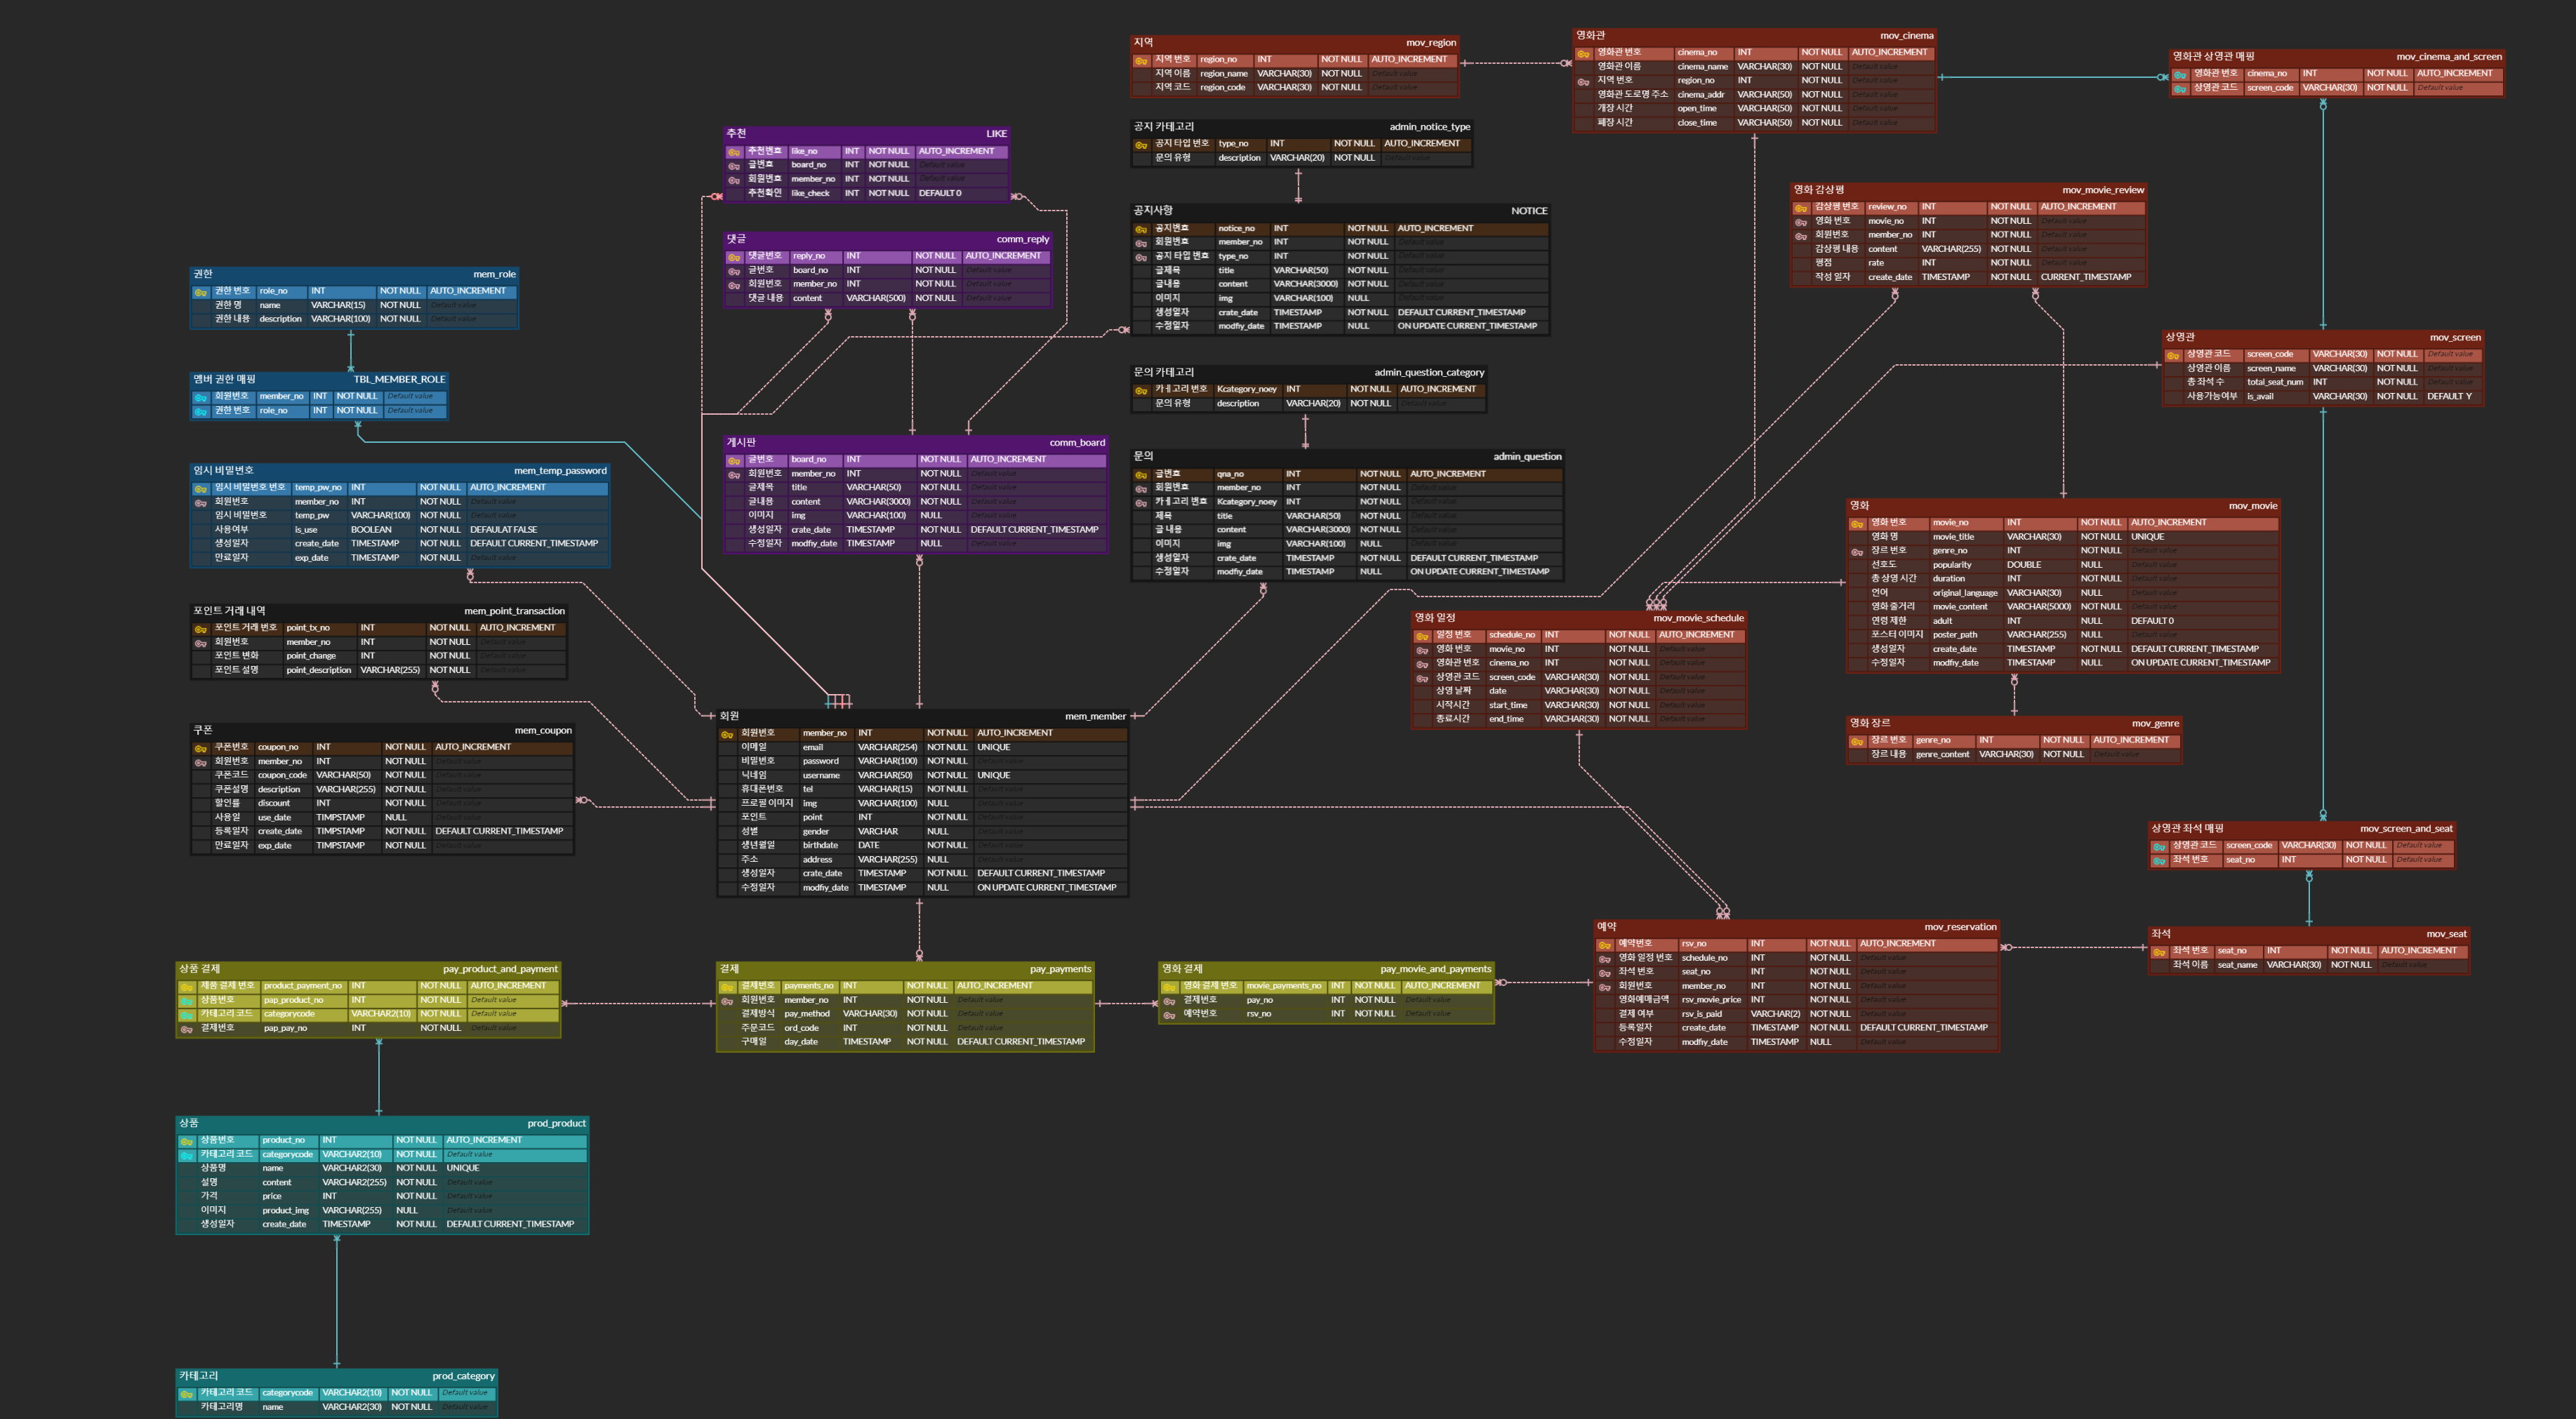 지역 mov_region
지역 번호 region_no INT NOT NULL AUTO_INCREMENT
지역 이름 region_name VARCHAR(30) NOT NULL Default value
지역 코드 region_code VARCHAR(30) NOT NULL Default value
영화관 mov_cinema
영화관 번호 cinema_no INT NOT NULL AUTO_INCREMENT
영화관 이름 cinema_name VARCHAR(30) NOT NULL Default value
지역 번호 region_no INT NOT NULL Default value
영화관 도로명 주소 cinema_addr VARCHAR(50) NOT NULL Default value
개장 시간 open_time VARCHAR(50) NOT NULL Default value
폐장 시간 close_time VARCHAR(50) NOT NULL Default value
영화관 상영관 매핑 mov_cinema_and_screen
영화관 번호 cinema_no INT NOT NULL AUTO_INCREMENT
상영관 코드 screen_code VARCHAR(30) NOT NULL Default value
추천 LIKE
추천번호 like_no INT NOT NULL AUTO_INCREMENT
글번호 board_no INT NOT NULL Default value
회원번호 member_no INT NOT NULL Default value
추천확인 like_check INT NOT NULL DEFAULT 0
공지 카테고리 admin_notice_type
공지 타입 번호 type_no INT NOT NULL AUTO_INCREMENT
문의 유형 description VARCHAR(20) NOT NULL Default value
영화 감상평 mov_movie_review
감상평 번호 review_no INT NOT NULL AUTO_INCREMENT
영화 번호 movie_no INT NOT NULL Default value
회원번호 member_no INT NOT NULL Default value
감상평 내용 content VARCHAR(255) NOT NULL Default value
평점 rate INT NOT NULL Default value
작성 일자 create_date TIMESTAMP NOT NULL CURRENT_TIMESTAMP
공지사항 NOTICE
공지번호 notice_no INT NOT NULL AUTO_INCREMENT
회원번호 member_no INT NOT NULL Default value
공지 타입 번호 type_no INT NOT NULL Default value
글제목 title VARCHAR(50) NOT NULL Default value
글내용 content VARCHAR(3000) NOT NULL Default value
이미지 img VARCHAR(100) NULL Default value
생성일자 crate_date TIMESTAMP NOT NULL DEFAULT CURRENT_TIMESTAMP
수정일자 modfiy_date TIMESTAMP NULL ON UPDATE CURRENT_TIMESTAMP
댓글 comm_reply
댓글번호 reply_no INT NOT NULL AUTO_INCREMENT
글번호 board_no INT NOT NULL Default value
회원번호 member_no INT NOT NULL Default value
댓글 내용 content VARCHAR(500) NOT NULL Default value
권한 mem_role
권한 번호 role_no INT NOT NULL AUTO_INCREMENT
권한 명 name VARCHAR(15) NOT NULL Default value
권한 내용 description VARCHAR(100) NOT NULL Default value
상영관 mov_screen
상영관 코드 screen_code VARCHAR(30) NOT NULL Default value
상영관 이름 screen_name VARCHAR(30) NOT NULL Default value
총 좌석 수 total_seat_num INT NOT NULL Default value
사용가능여부 is_avail VARCHAR(30) NOT NULL DEFAULT Y
멤버 권한 매핑 TBL_MEMBER_ROLE
회원번호 member_no INT NOT NULL Default value
권한 번호 role_no INT NOT NULL Default value
문의 카테고리 admin_question_category
카테고리 번호 Kcategory_noey INT NOT NULL AUTO_INCREMENT
문의 유형 description VARCHAR(20) NOT NULL Default value
게시판 comm_board
글번호 board_no INT NOT NULL AUTO_INCREMENT
회원번호 member_no INT NOT NULL Default value
글제목 title VARCHAR(50) NOT NULL Default value
글내용 content VARCHAR(3000) NOT NULL Default value
이미지 img VARCHAR(100) NULL Default value
생성일자 crate_date TIMESTAMP NOT NULL DEFAULT CURRENT_TIMESTAMP
수정일자 modfiy_date TIMESTAMP NULL Default value
문의 admin_question
글번호 qna_no INT NOT NULL AUTO_INCREMENT
회원번호 member_no INT NOT NULL Default value
카테고리 번호 Kcategory_noey INT NOT NULL Default value
제목 title VARCHAR(50) NOT NULL Default value
글 내용 content VARCHAR(3000) NOT NULL Default value
이미지 img VARCHAR(100) NULL Default value
생성일자 crate_date TIMESTAMP NOT NULL DEFAULT CURRENT_TIMESTAMP
수정일자 modfiy_date TIMESTAMP NULL ON UPDATE CURRENT_TIMESTAMP
임시 비밀번호 mem_temp_password
임시 비밀번호 번호 temp_pw_no INT NOT NULL AUTO_INCREMENT
회원번호 member_no INT NOT NULL Default value
임시 비밀번호 temp_pw VARCHAR(100) NOT NULL Default value
사용여부 is_use BOOLEAN NOT NULL DEFAULAT FALSE
생성일자 create_date TIMESTAMP NOT NULL DEFAULT CURRENT_TIMESTAMP
만료일자 exp_date TIMESTAMP NOT NULL Default value
영화 mov_movie
영화 번호 movie_no INT NOT NULL AUTO_INCREMENT
영화 명 movie_title VARCHAR(30) NOT NULL UNIQUE
장르 번호 genre_no INT NOT NULL Default value
선호도 popularity DOUBLE NULL Default value
총 상영 시간 duration INT NOT NULL Default value
언어 original_language VARCHAR(30) NULL Default value
영화 줄거리 movie_content VARCHAR(5000) NOT NULL Default value
연령 제한 adult INT NULL DEFAULT 0
포스터 이미지 poster_path VARCHAR(255) NULL Default value
생성일자 create_date TIMESTAMP NOT NULL DEFAULT CURRENT_TIMESTAMP
수정일자 modfiy_date TIMESTAMP NULL ON UPDATE CURRENT_TIMESTAMP
포인트 거래 내역 mem_point_transaction
포인트 거래 번호 point_tx_no INT NOT NULL AUTO_INCREMENT
회원번호 member_no INT NOT NULL Default value
포인트 변화 point_change INT NOT NULL Default value
포인트 설명 point_description VARCHAR(255) NOT NULL Default value
영화 일정 mov_movie_schedule
일정 번호 schedule_no INT NOT NULL AUTO_INCREMENT
영화 번호 movie_no INT NOT NULL Default value
영화관 번호 cinema_no INT NOT NULL Default value
상영관 코드 screen_code VARCHAR(30) NOT NULL Default value
상영 날짜 date VARCHAR(30) NOT NULL Default value
시작시간 start_time VARCHAR(30) NOT NULL Default value
종료시간 end_time VARCHAR(30) NOT NULL Default value
영화 장르 mov_genre
장르 번호 genre_no INT NOT NULL AUTO_INCREMENT
장르 내용 genre_content VARCHAR(30) NOT NULL Default value
쿠폰 mem_coupon
쿠폰번호 coupon_no INT NOT NULL AUTO_INCREMENT
회원번호 member_no INT NOT NULL Default value
쿠폰코드 coupon_code VARCHAR(50) NOT NULL Default value
쿠폰설명 description VARCHAR(255) NOT NULL Default value
할인률 discount INT NOT NULL Default value
사용일 use_date TIMPSTAMP NULL Default value
등록일자 create_date TIMPSTAMP NOT NULL DEFAULT CURRENT_TIMESTAMP
만료일자 exp_date TIMPSTAMP NOT NULL Default value
회원 mem_member
회원번호 member_no INT NOT NULL AUTO_INCREMENT
이메일 email VARCHAR(254) NOT NULL UNIQUE
비밀번호 password VARCHAR(100) NOT NULL Default value
닉네임 username VARCHAR(50) NOT NULL UNIQUE
휴대폰번호 tel VARCHAR(15) NOT NULL Default value
프로필 이미지 img VARCHAR(100) NULL Default value
포인트 point INT NOT NULL Default value
성별 gender VARCHAR NULL Default value
생년월일 birthdate DATE NOT NULL Default value
주소 address VARCHAR(255) NULL Default value
생성일자 crate_date TIMESTAMP NOT NULL DEFAULT CURRENT_TIMESTAMP
수정일자 modfiy_date TIMESTAMP NULL ON UPDATE CURRENT_TIMESTAMP
상영관 좌석 매핑 mov_screen_and_seat
상영관 코드 screen_code VARCHAR(30) NOT NULL Default value
좌석 번호 seat_no INT NOT NULL Default value
예약 mov_reservation
예약번호 rsv_no INT NOT NULL AUTO_INCREMENT
영화 일정 번호 schedule_no INT NOT NULL Default value
좌석 번호 seat_no INT NOT NULL Default value
회원번호 member_no INT NOT NULL Default value
영화예매금액 rsv_movie_price INT NOT NULL Default value
결제 여부 rsv_is_paid VARCHAR(2) NOT NULL Default value
등록일자 create_date TIMESTAMP NOT NULL DEFAULT CURRENT_TIMESTAMP
수정일자 modfiy_date TIMESTAMP NULL Default value
좌석 mov_seat
좌석 번호 seat_no INT NOT NULL AUTO_INCREMENT
좌석 이름 seat_name VARCHAR(30) NOT NULL Default value
상품 결제 pay_product_and_payment
제품 결제 번호 product_payment_no INT NOT NULL AUTO_INCREMENT
상품번호 pap_product_no INT NOT NULL Default value
카테고리 코드 categorycode VARCHAR2(10) NOT NULL Default value
결제번호 pap_pay_no INT NOT NULL Default value
결제 pay_payments
결제번호 payments_no INT NOT NULL AUTO_INCREMENT
회원번호 member_no INT NOT NULL Default value
결제방식 pay_method VARCHAR(30) NOT NULL Default value
주문코드 ord_code INT NOT NULL Default value
구매일 day_date TIMESTAMP NOT NULL DEFAULT CURRENT_TIMESTAMP
영화 결제 pay_movie_and_payments
영화 결제 번호 movie_payments_no INT NOT NULL AUTO_INCREMENT
결제번호 pay_no INT NOT NULL Default value
예약번호 rsv_no INT NOT NULL Default value
상품 prod_product
상품번호 product_no INT NOT NULL AUTO_INCREMENT
카테고리 코드 categorycode VARCHAR2(10) NOT NULL Default value
상품명 name VARCHAR2(30) NOT NULL UNIQUE
설명 content VARCHAR2(255) NOT NULL Default value
가격 price INT NOT NULL Default value
이미지 product_img VARCHAR(255) NULL Default value
생성일자 create_date TIMESTAMP NOT NULL DEFAULT CURRENT_TIMESTAMP
카테고리 prod_category
카테고리 코드 categorycode VARCHAR2(10) NOT NULL Default value
카테고리명 name VARCHAR2(30) NOT NULL Default value